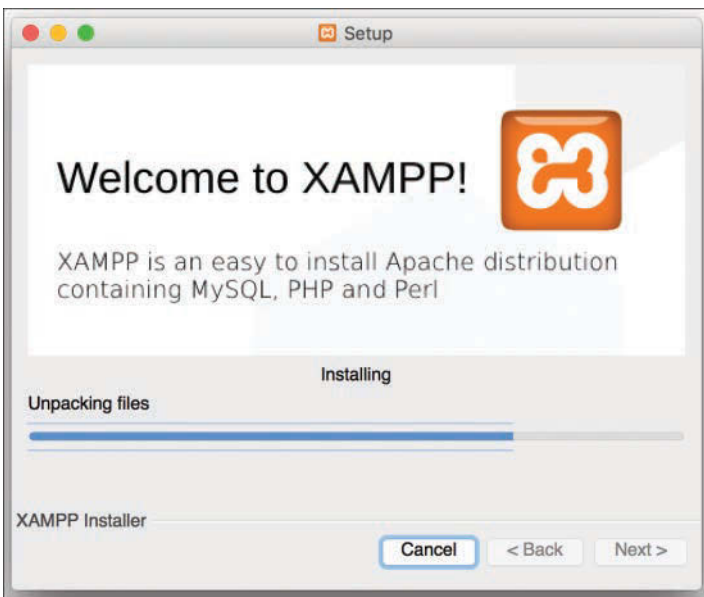 Setup
Welcome to XAMPP!
XAMPP is an easy to install Apache distribution
containing MySQL, PHP and Perl
Installing
Unpacking files
XAMPP Installer
Cancel
< Back
Next >